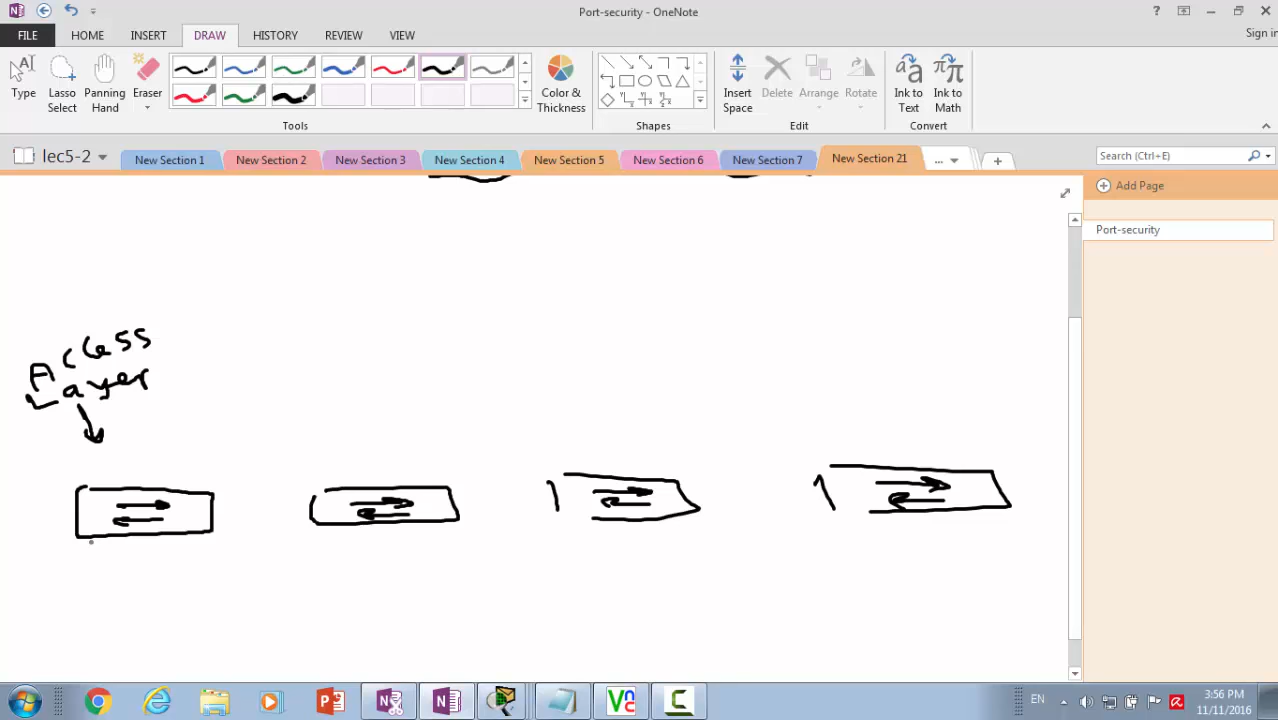 Port-security - OneNote
FILE HOME INSERT DRAW HISTORY REVIEW VIEW
Sign in
Type
Lasso Select
Panning Hand
Eraser
Color & Thickness
Insert Space
Delete
Arrange
Rotate
Ink to Text
Ink to Math
Tools
Shapes
Edit
Convert
lec5-2
New Section 1
New Section 2
New Section 3
New Section 4
New Section 5
New Section 6
New Section 7
New Section 21
...
Search (Ctrl+E)
Add Page
Port-security
Access
Layer
EN
3:56 PM
11/11/2016